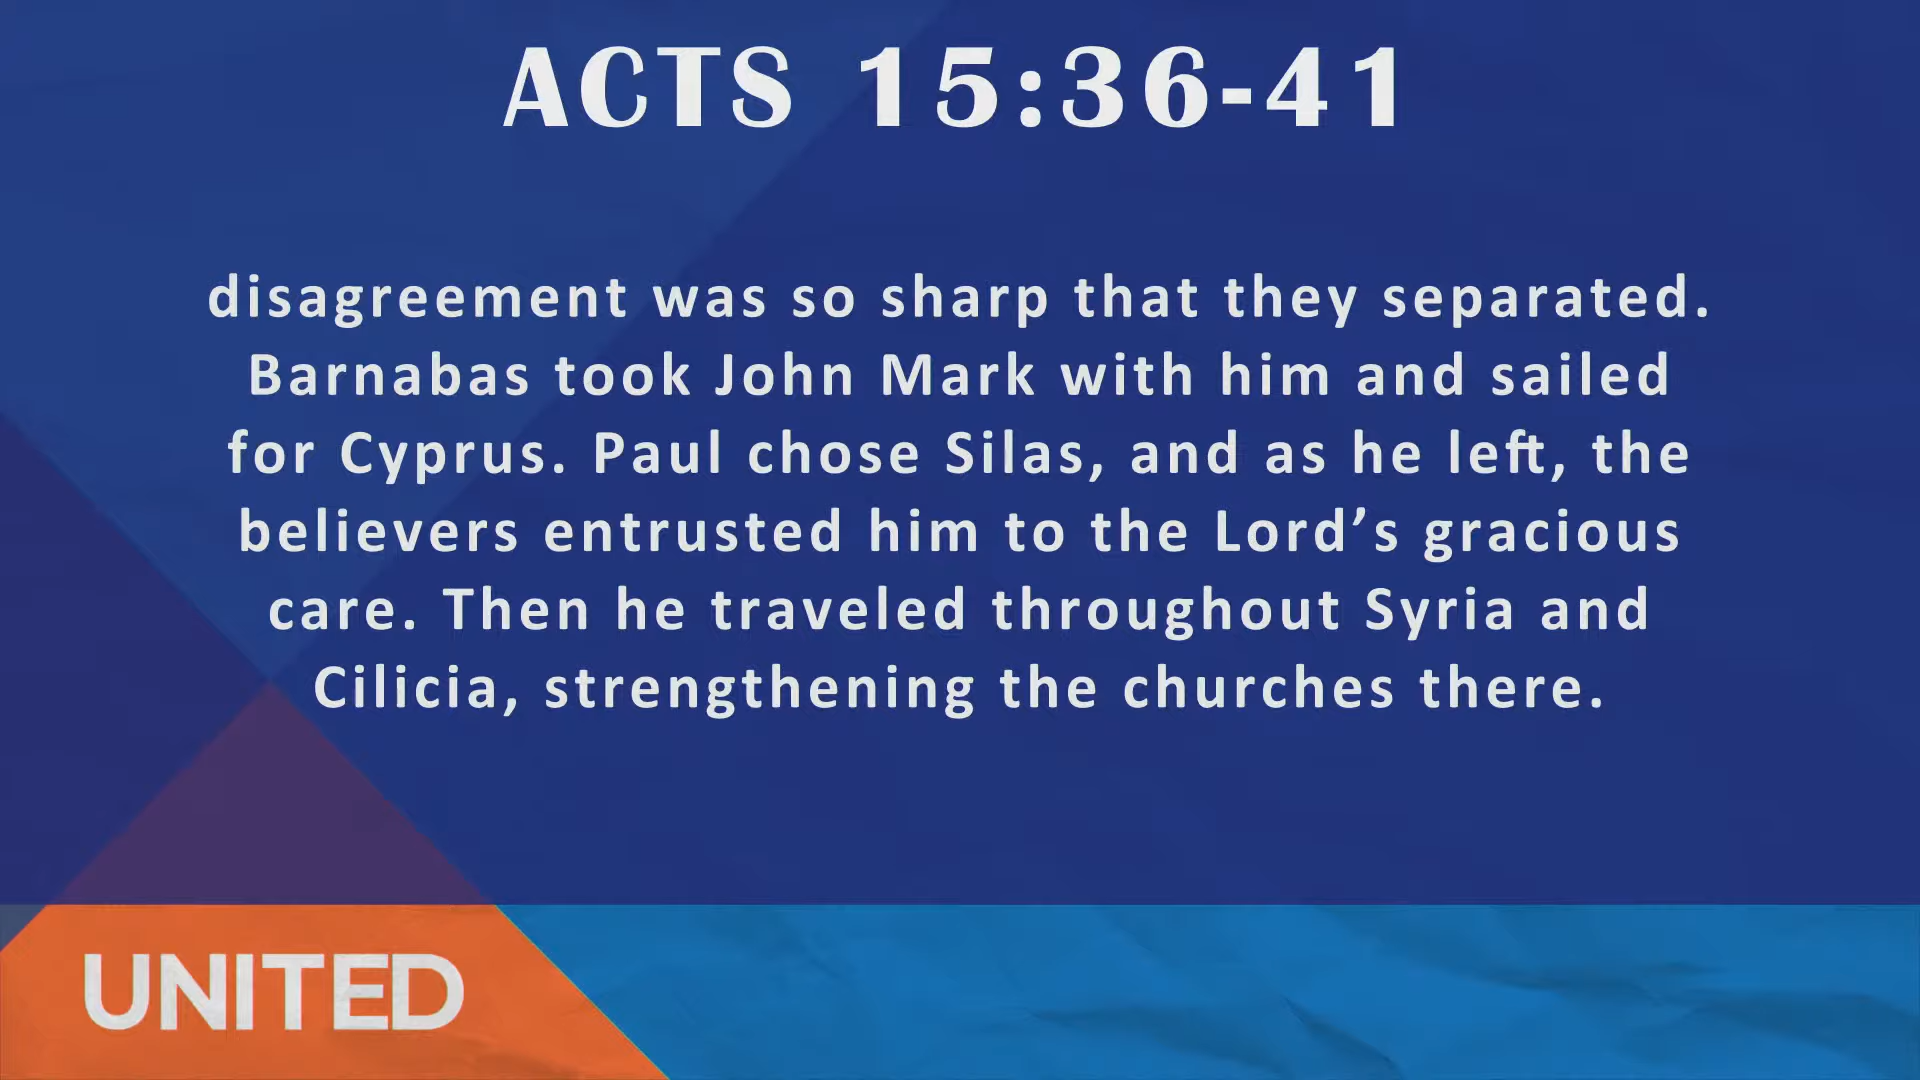 ACTS 15:36-41
disagreement was so sharp that they separated.
Barnabas took John Mark with him and sailed
for Cyprus. Paul chose Silas, and as he left, the
believers entrusted him to the Lord’s gracious
care. Then he traveled throughout Syria and
Cilicia, strengthening the churches there.
UNITED